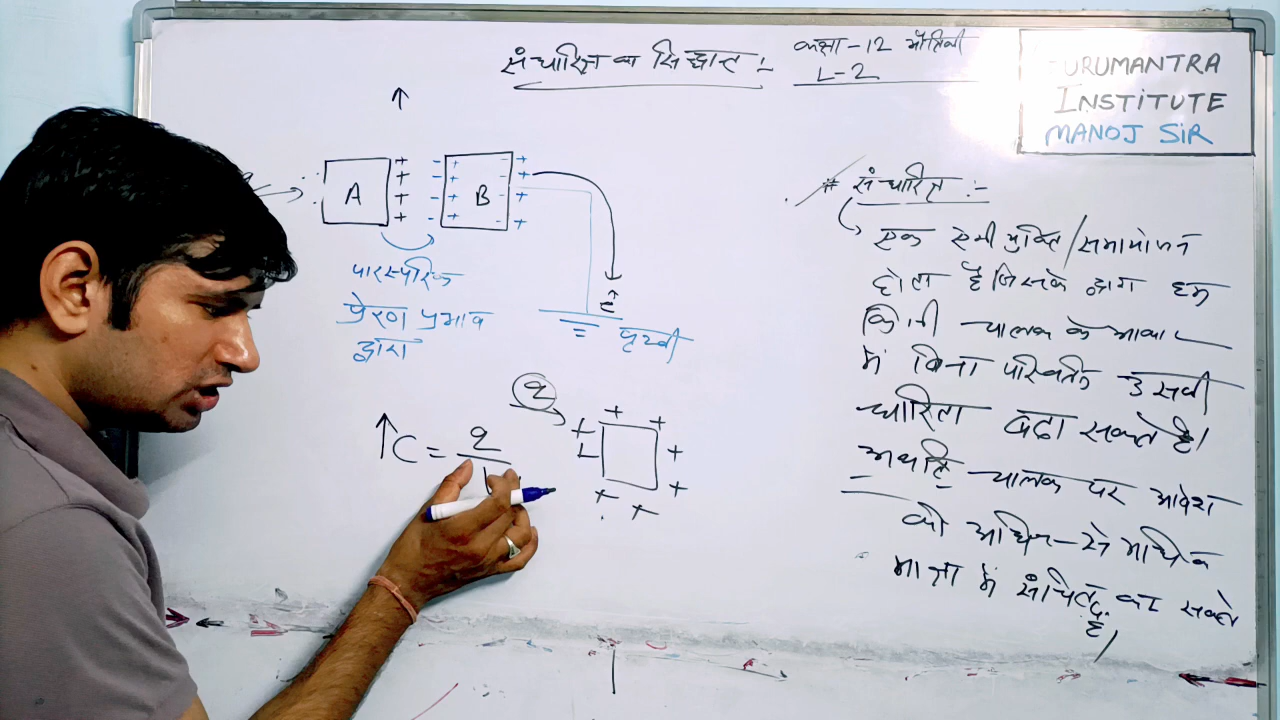 संधारित्र का सिद्धान्त :-
कक्षा-12 भौतिकी
L-2
URUMANTRA
INSTITUTE
MANOJ SIR
A + + + +
- - - - + + + + B - - + + + +
पारस्परिक
प्रेरण प्रभाव
द्वारा
ê
पृथ्वी
↑C = q
q
+ + + + + + + +
# संधारित्र :-
एक ऐसी युक्ति/समायोजन
होता है जिसके द्वारा हम
किसी चालक के आकार
में बिना परिवर्तन उसकी
धारिता बढ़ा सकते है।
अर्थात् चालक पर आवेश
की अधिक-से अधिक
मात्रा में संचित कर सकते
है।